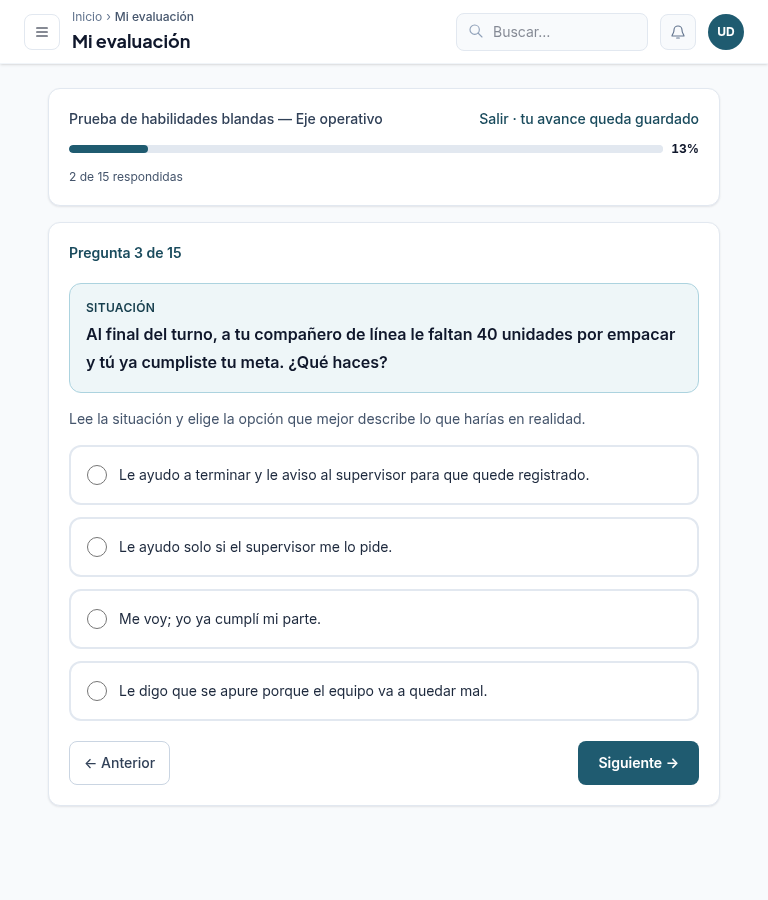 Inicio › Mi evaluación
Mi evaluación
Buscar...
UD
Prueba de habilidades blandas — Eje operativo
Salir · tu avance queda guardado
13%
2 de 15 respondidas
Pregunta 3 de 15
SITUACIÓN
Al final del turno, a tu compañero de línea le faltan 40 unidades por empacar
y tú ya cumpliste tu meta. ¿Qué haces?
Lee la situación y elige la opción que mejor describe lo que harías en realidad.
Le ayudo a terminar y le aviso al supervisor para que quede registrado.
Le ayudo solo si el supervisor me lo pide.
Me voy; yo ya cumplí mi parte.
Le digo que se apure porque el equipo va a quedar mal.
← Anterior
Siguiente →